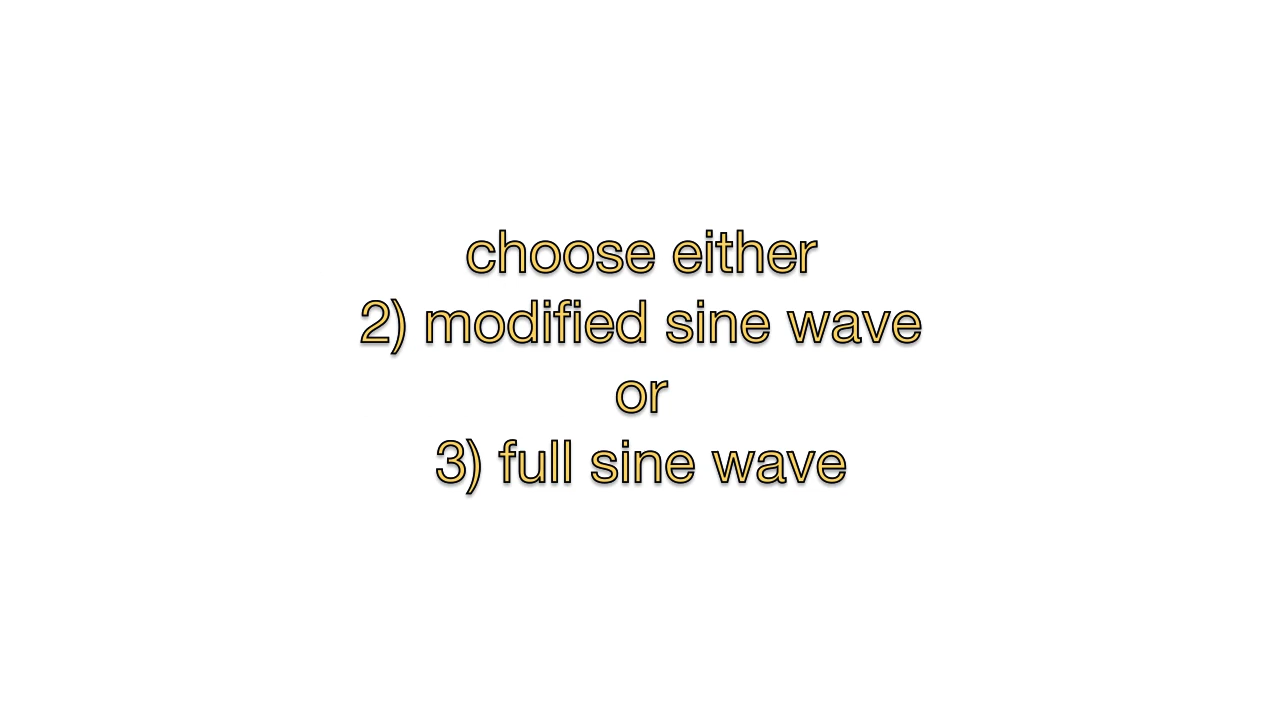 choose either
2) modified sine wave
or
3) full sine wave